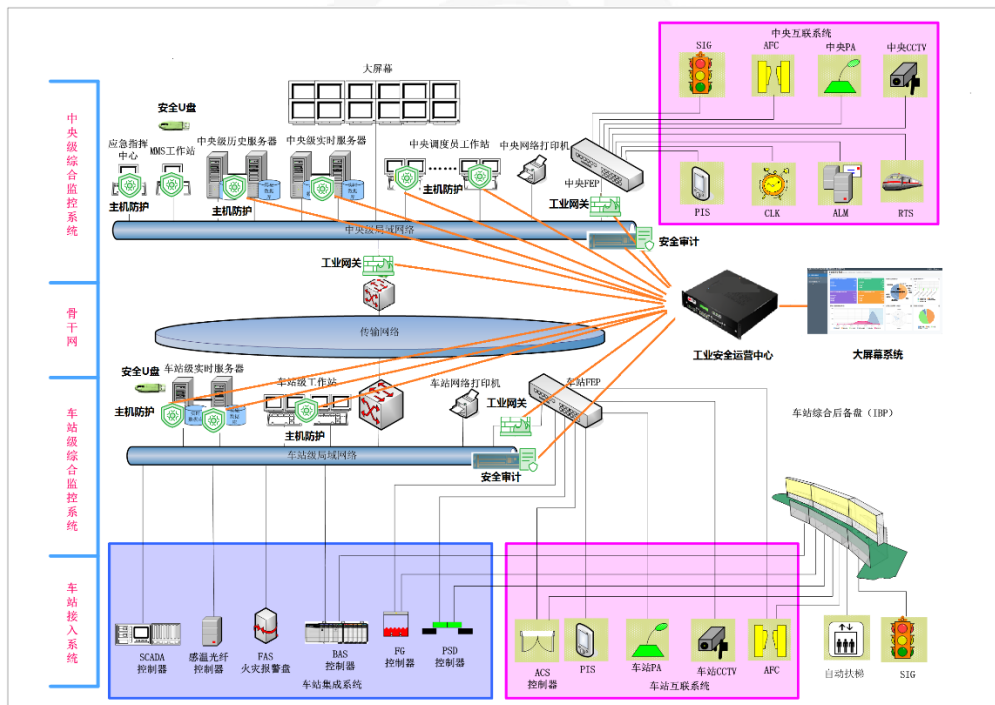 中央级综合监控系统
骨干网
车站级综合监控系统
车站接入系统
大屏幕
安全U盘
应急指挥
中心
MMS工作站
中央级历史服务器
中央级实时服务器
中央调度员工作站
中央网络打印机
主机防护
主机防护
主机防护
主机防护
中央FEP
工业网关
中央级局域网络
安全审计
中央互联系统
SIG
AFC
中央PA
中央CCTV
PIS
CLK
ALM
RTS
工业网关
传输网络
工业安全运营中心
大屏幕系统
安全U盘
车站级实时服务器
主机防护
车站级工作站
主机防护
车站网络打印机
工业网关
车站FEP
车站级局域网络
安全审计
车站综合后备盘（IBP）
SCADA
控制器
感温光纤
控制器
FAS
火灾报警盘
BAS
控制器
FG
控制器
PSD
控制器
车站集成系统
ACS
控制器
PIS
车站PA
车站CCTV
AFC
车站互联系统
自动扶梯
SIG